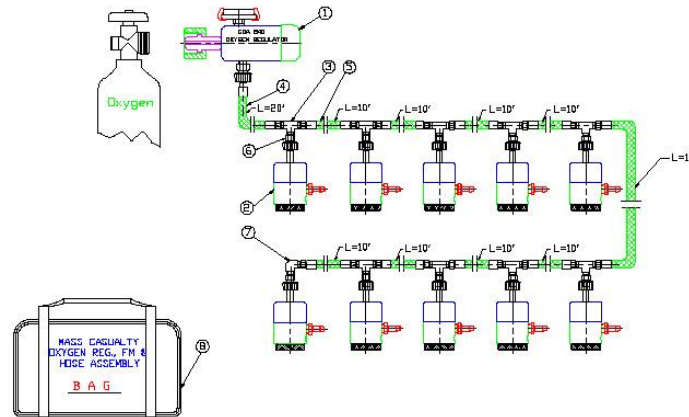 1
CGA 540
OXYGEN REGULATOR
Oxygen
3
4
5
L=20'
L=10'
L=10'
L=10'
L=10'
6
2
L=1
7
L=10'
L=10'
L=10'
L=10'
MASS CASUALTY
OXYGEN REG., FM &
HOSE ASSEMBLY
B A G
8